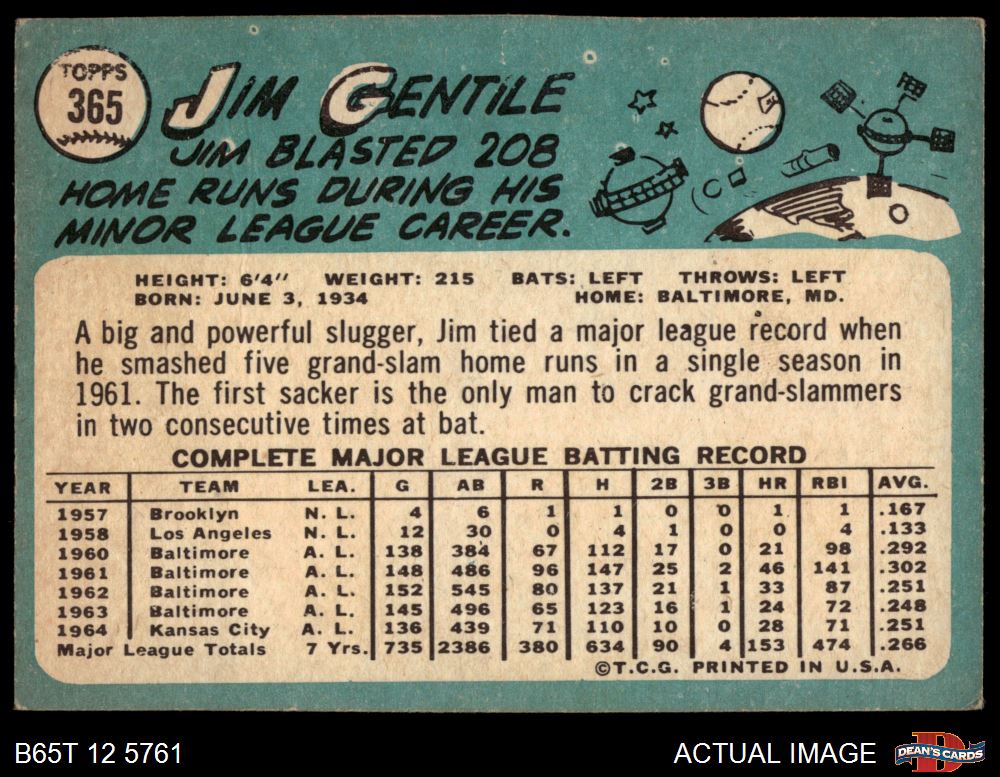 TOPPS
365
JIM GENTILE
JIM BLASTED 208
HOME RUNS DURING HIS
MINOR LEAGUE CAREER.
HEIGHT: 6'4" WEIGHT: 215 BATS: LEFT THROWS: LEFT
BORN: JUNE 3, 1934 HOME: BALTIMORE, MD.
A big and powerful slugger, Jim tied a major league record when
he smashed five grand-slam home runs in a single season in
1961. The first sacker is the only man to crack grand-slammers
in two consecutive times at bat.
COMPLETE MAJOR LEAGUE BATTING RECORD
YEAR TEAM LEA. G AB R H 2B 3B HR RBI AVG.
1957 Brooklyn N. L. 4 6 1 1 0 0 1 1 .167
1958 Los Angeles N. L. 12 30 0 4 1 0 0 4 .133
1960 Baltimore A. L. 138 384 67 112 17 0 21 98 .292
1961 Baltimore A. L. 148 486 96 147 25 2 46 141 .302
1962 Baltimore A. L. 152 545 80 137 21 1 33 87 .251
1963 Baltimore A. L. 145 496 65 123 16 1 24 72 .248
1964 Kansas City A. L. 136 439 71 110 10 0 28 71 .251
Major League Totals 7 Yrs. 735 2386 380 634 90 4 153 474 .266
©T.C.G. PRINTED IN U.S.A.
B65T 12 5761
ACTUAL IMAGE
DEAN'S CARDS